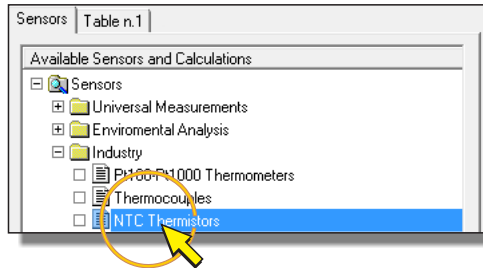 Sensors Table n.1
Available Sensors and Calculations
Sensors
Universal Measurements
Enviromental Analysis
Industry
Pt100-Pt1000 Thermometers
Thermocouples
NTC Thermistors